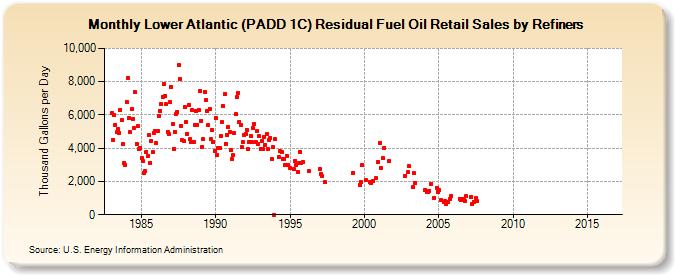 Monthly Lower Atlantic (PADD 1C) Residual Fuel Oil Retail Sales by Refiners
Thousand Gallons per Day
10,000
8,000
6,000
4,000
2,000
0
1985 1990 1995 2000 2005 2010 2015
Source: U.S. Energy Information Administration